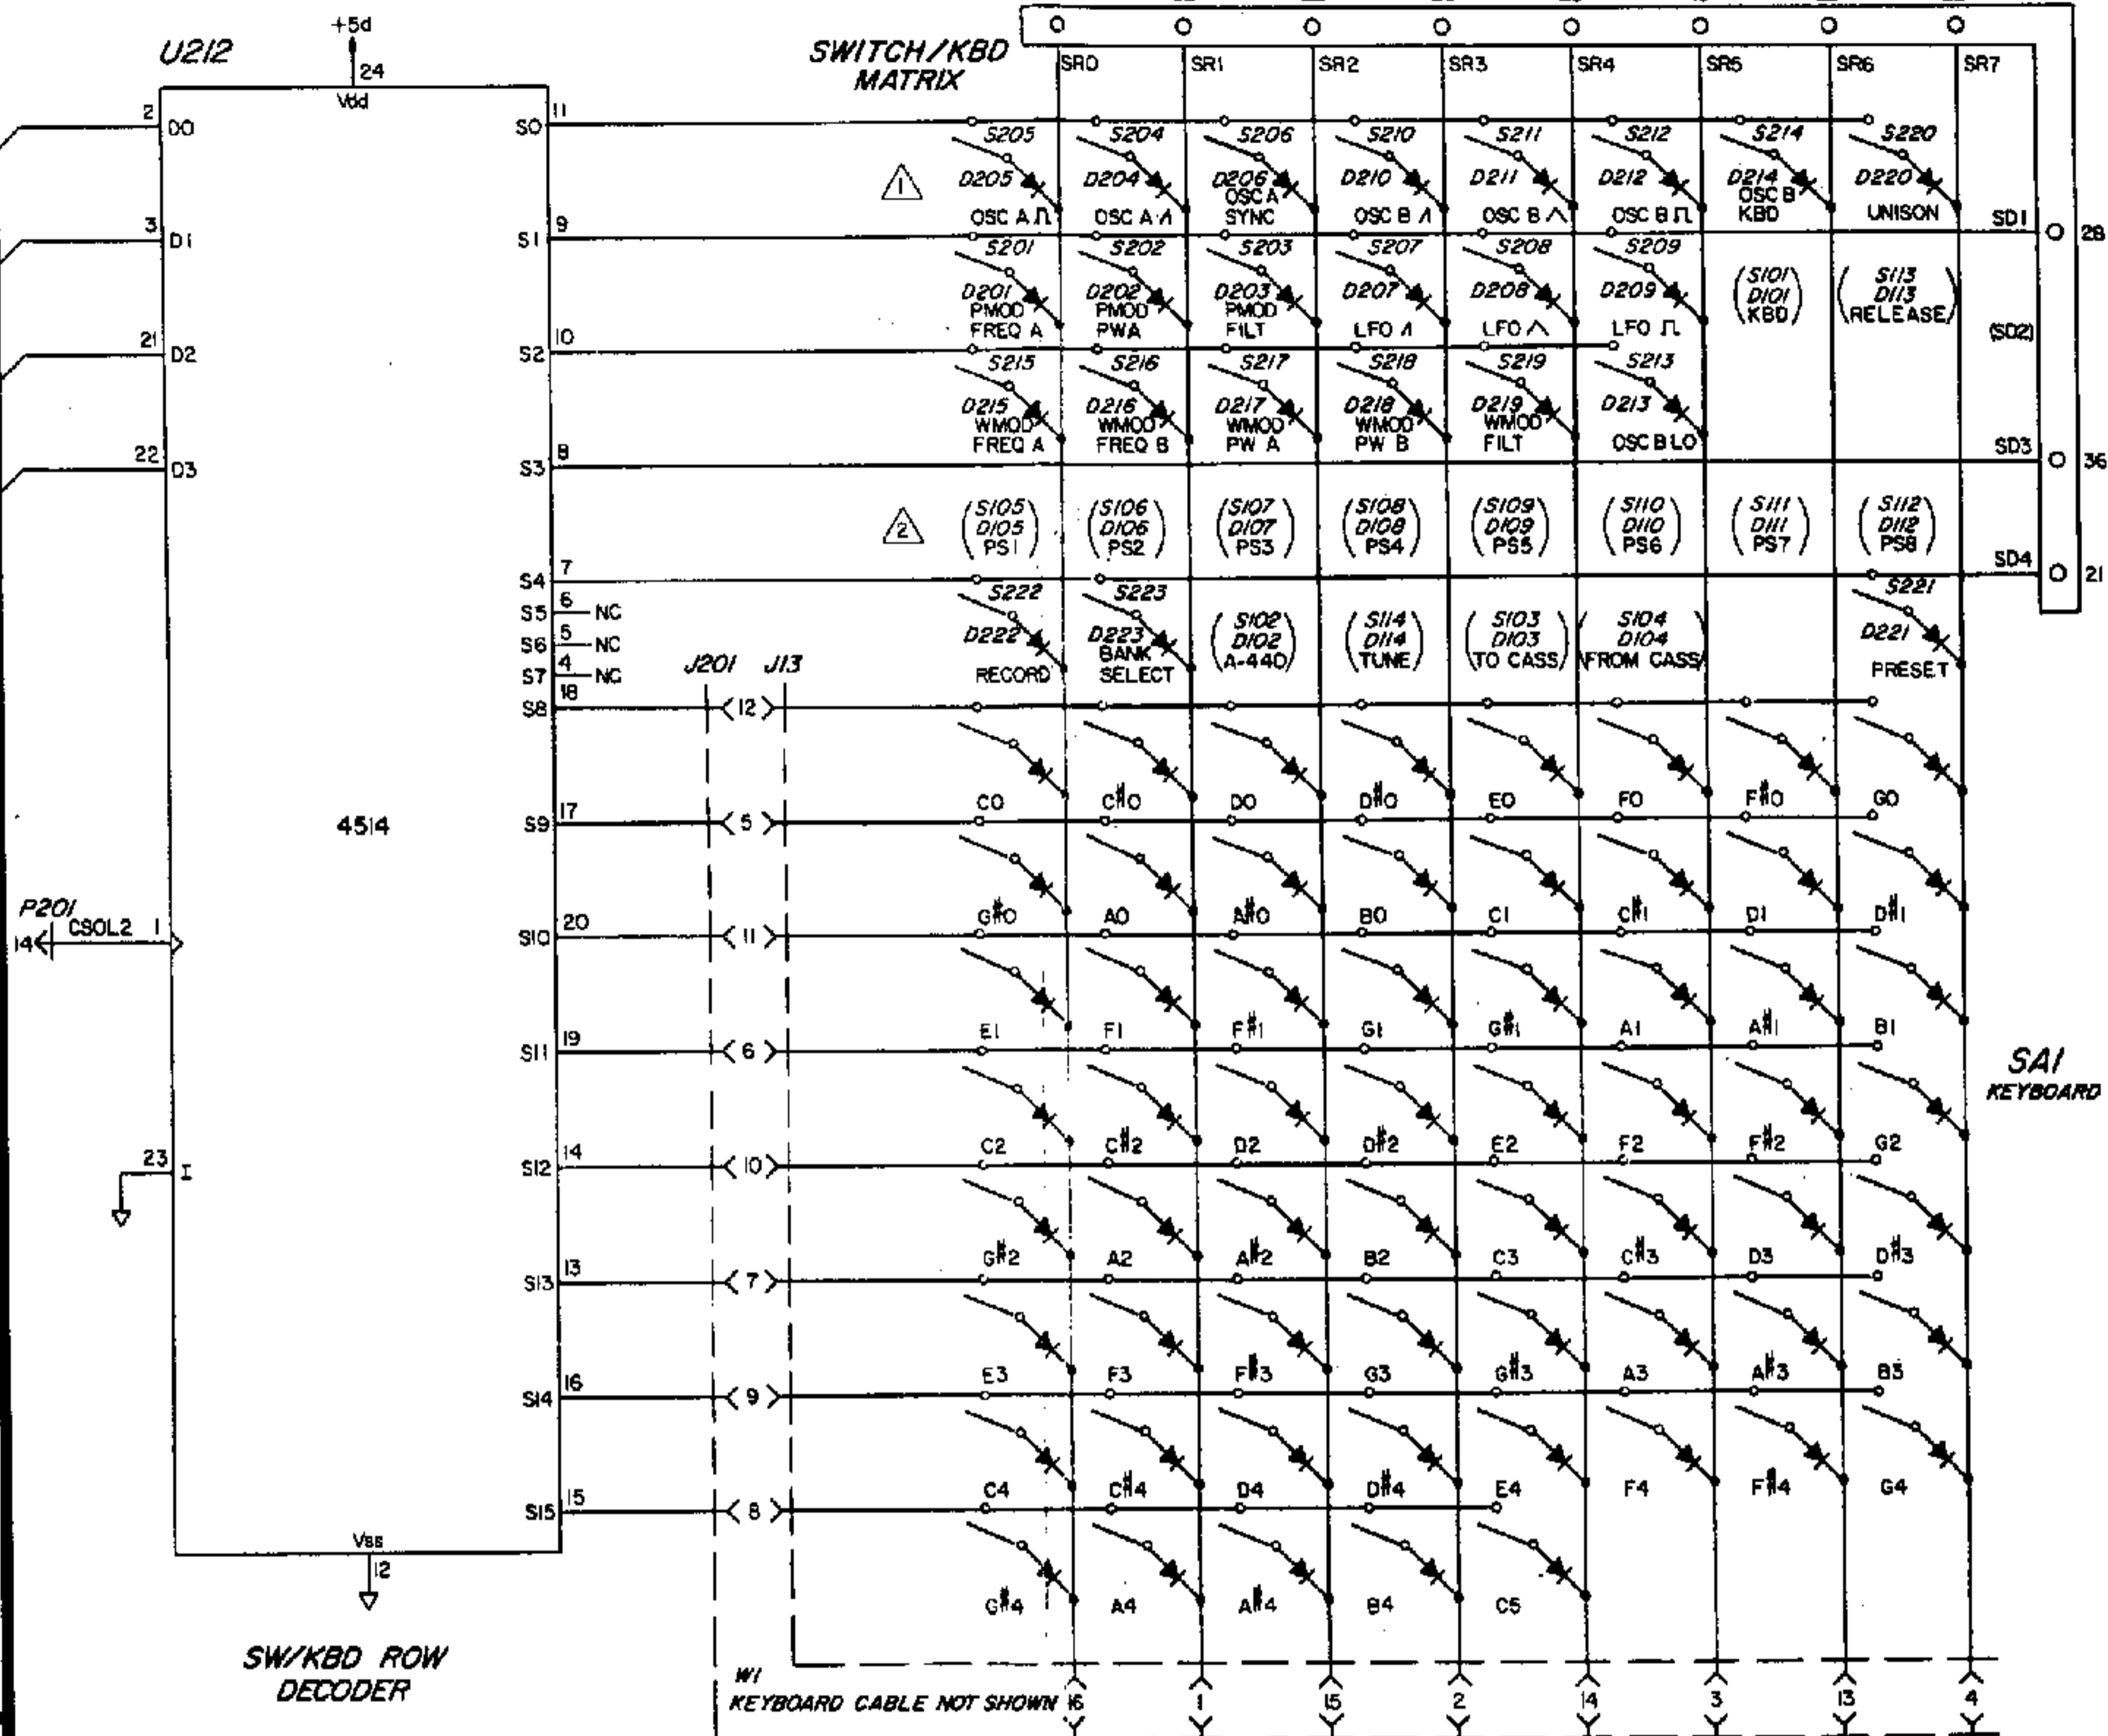 +5d
U212
24
Vdd
SWITCH/KBD
MATRIX
SR0 SR1 SR2 SR3 SR4 SR5 SR6 SR7
2 D0
S0 11
S205 S204 S206 S210 S211 S212 S214 S220
1
D205 D204 D206 D210 D211 D212 D214 D220
OSC A OSC A OSC A SYNC OSC B OSC B OSC B OSC B KBD UNISON
3 D1
S1 9
SD1 28
S201 S202 S203 S207 S208 S209
D201 D202 D203 D207 D208 D209
PMOD FREQ A PMOD PWA PMOD FILT LFO LFO LFO
(S101 D101 KBD) (S113 D113 RELEASE)
(SD2)
21 D2
S2 10
S215 S216 S217 S218 S219 S213
D215 D216 D217 D218 D219 D213
WMOD FREQ A WMOD FREQ B WMOD PW A WMOD PW B WMOD FILT OSC B LO
22 D3
S3 8
SD3 36
2
(S105 D105 PS1) (S106 D106 PS2) (S107 D107 PS3) (S108 D108 PS4) (S109 D109 PS5) (S110 D110 PS6) (S111 D111 PS7) (S112 D112 PS8)
S4 7
SD4 21
S5 6 NC
S6 5 NC
S7 4 NC
S222 S223 S221
D222 D223 D221
RECORD BANK SELECT (S102 D102 A-440) (S114 D114 TUNE) (S103 D103 TO CASS) (S104 D104 FROM CASS) PRESET
J201 J13
S8 18 12
C0 C#0 D0 D#0 E0 F0 F#0 G0
4514
S9 17 5
G#0 A0 A#0 B0 C1 C#1 D1 D#1
P201
14 CSOL2 1
S10 20 11
E1 F1 F#1 G1 G#1 A1 A#1 B1
S11 19 6
SA1
KEYBOARD
C2 C#2 D2 D#2 E2 F2 F#2 G2
23 I
S12 14 10
G#2 A2 A#2 B2 C3 C#3 D3 D#3
S13 13 7
E3 F3 F#3 G3 G#3 A3 A#3 B3
S14 16 9
C4 C#4 D4 D#4 E4 F4 F#4 G4
S15 15 8
Vss
12
G#4 A4 A#4 B4 C5
SW/KBD ROW
DECODER
W1
KEYBOARD CABLE NOT SHOWN
16 1 15 2 14 3 13 4